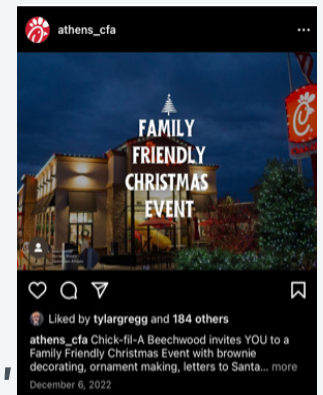 athens_cfa
FAMILY
FRIENDLY
CHRISTMAS
EVENT
Liked by tylargregg and 184 others
athens_cfa Chick-fil-A Beechwood invites YOU to a
Family Friendly Christmas Event with brownie
decorating, ornament making, letters to Santa... more
December 6, 2022